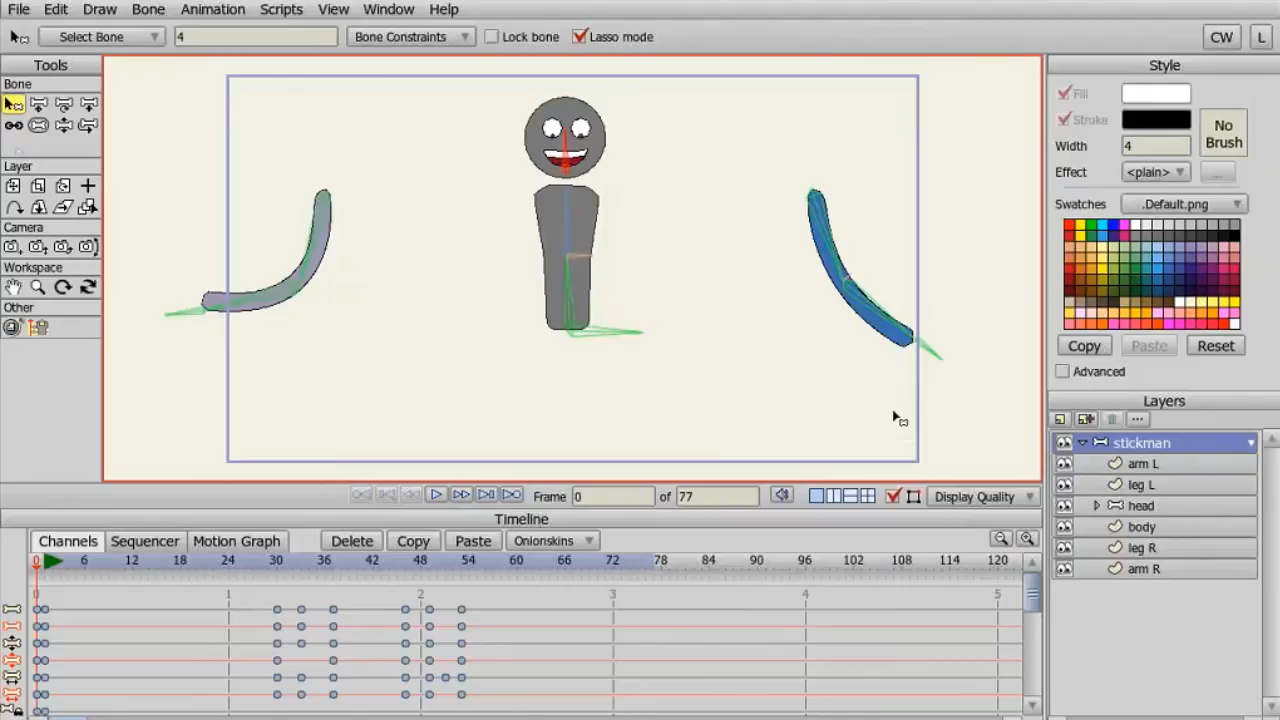 File Edit Draw Bone Animation Scripts View Window Help
Select Bone 4 Bone Constraints Lock bone Lasso mode CW L
Tools
Bone
Layer
Camera
Workspace
Other
Style
Fill
Stroke
Width 4
No Brush
Effect <plain> ...
Swatches .Default.png
Copy Paste Reset
Advanced
Layers
stickman
arm L
leg L
head
body
leg R
arm R
Frame 0 of 77 Display Quality
Timeline
Channels Sequencer Motion Graph Delete Copy Paste Onionskins
0 6 12 18 24 30 36 42 48 54 60 66 72 78 84 90 96 102 108 114 120
0 1 2 3 4 5